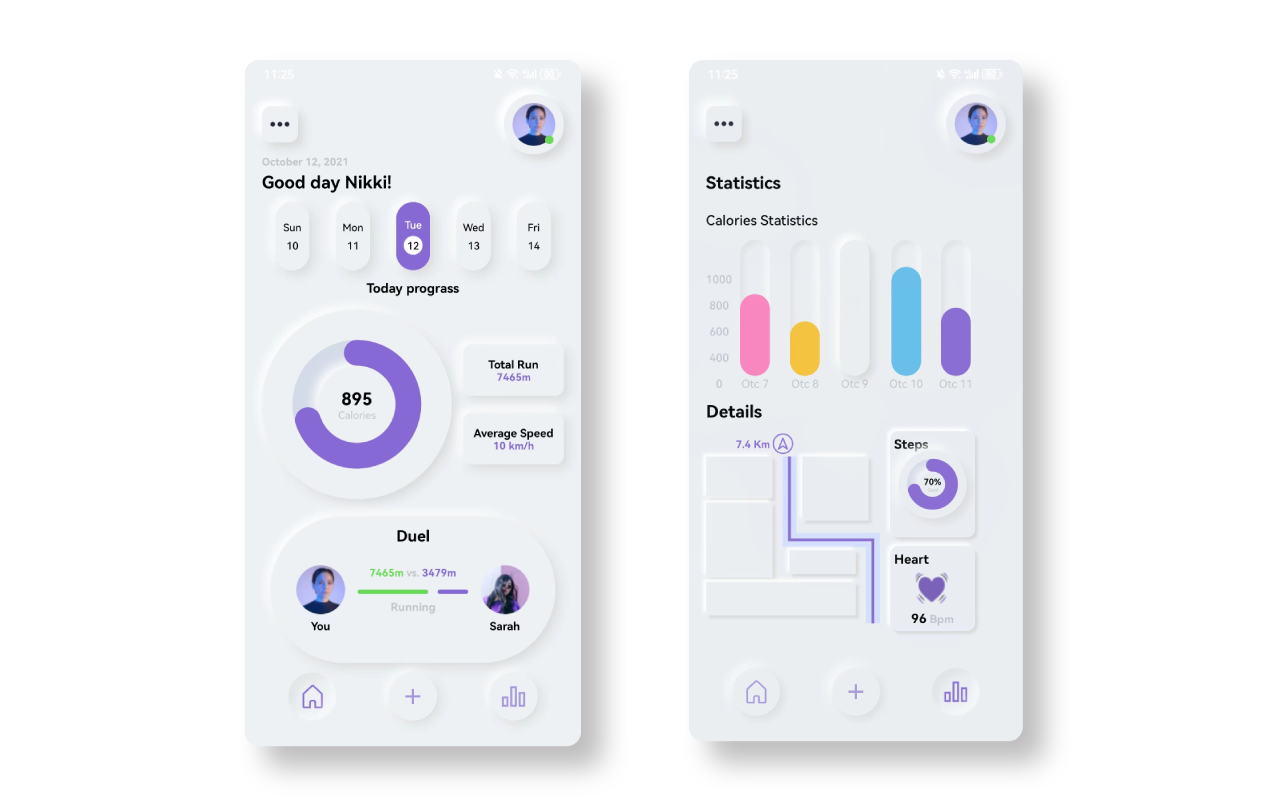 11:25
October 12, 2021
Good day Nikki!
Sun Mon Tue Wed Fri
10 11 12 13 14
Today prograss
895
Calories
Total Run
7465m
Average Speed
10 km/h
Duel
7465m vs. 3479m
Running
You Sarah
11:25
Statistics
Calories Statistics
1000
800
600
400
0 Otc 7 Otc 8 Otc 9 Otc 10 Otc 11
Details
7.4 Km
Steps
70%
Heart
96 Bpm